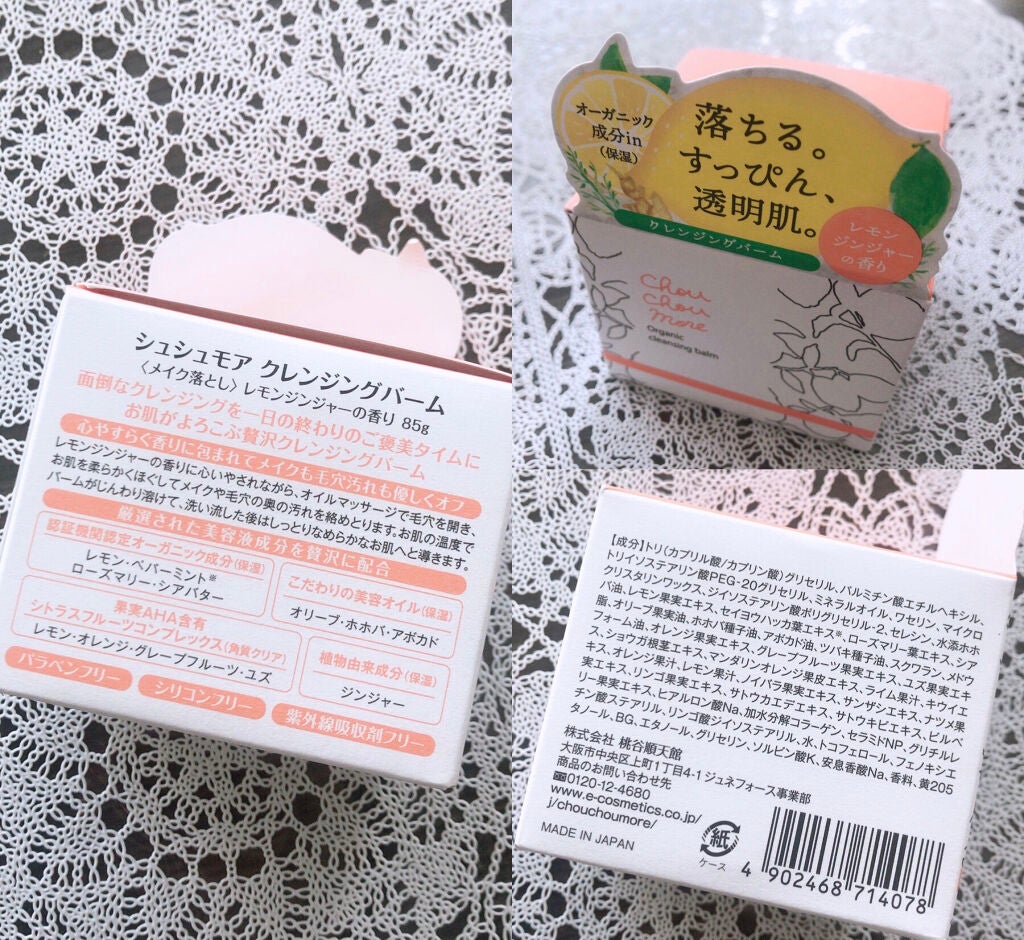 シュシュモア クレンジングバーム
〈メイク落とし〉レモンジンジャーの香り 85g
面倒なクレンジングを一日の終わりのご褒美タイムに
お肌がよろこぶ贅沢クレンジングバーム
心やすらぐ香りに包まれてメイクも毛穴汚れも優しくオフ
レモンジンジャーの香りに心いやされながら、オイルマッサージで毛穴を開き、
お肌を柔らかくほぐしてメイクや毛穴の奥の汚れを絡めとります。お肌の温度で
バームがじんわり溶けて、洗い流した後はしっとりなめらかなお肌へと導きます。
厳選された美容液成分を贅沢に配合
認証機関認定オーガニック成分(保湿)
レモン・ペパーミント※
ローズマリー・シアバター
こだわりの美容オイル(保湿)
オリーブ・ホホバ・アボカド
果実AHA含有
シトラスフルーツコンプレックス(角質クリア)
レモン・オレンジ・グレープフルーツ・ユズ
植物由来成分(保湿)
ジンジャー
パラベンフリー
シリコンフリー
紫外線吸収剤フリー
オーガニック
成分in
(保湿)
落ちる。
すっぴん、
透明肌。
クレンジングバーム
レモン
ジンジャー
の香り
chou
chou
more
Organic
cleansing balm
【成分】トリ(カプリル酸/カプリン酸)グリセリル、パルミチン酸エチルヘキシル、
トリイソステアリン酸PEG-20グリセリル、ミネラルオイル、ワセリン、マイクロ
クリスタリンワックス、ジイソステアリン酸ポリグリセリル-2、セレシン、水添ホホ
バ油、レモン果実エキス、セイヨウハッカ葉エキス※、ローズマリー葉エキス、シア
脂、オリーブ果実油、ホホバ種子油、アボカド油、ツバキ種子油、スクワラン、メドウ
フォーム油、オレンジ果実エキス、グレープフルーツ果実エキス、ユズ果実エキ
ス、ショウガ根茎エキス、マンダリンオレンジ果皮エキス、ライム果汁、キウイエ
キス、オレンジ果汁、レモン果汁、ノイバラ果実エキス、サンザシエキス、ナツメ果
実エキス、リンゴ果実エキス、サトウカエデエキス、サトウキビエキス、ビルベ
リー果実エキス、ヒアルロン酸Na、加水分解コラーゲン、セラミドNP、グリチルレ
チン酸ステアリル、リンゴ酸ジイソステアリル、水、トコフェロール、フェノキシエ
タノール、BG、エタノール、グリセリン、ソルビン酸K、安息香酸Na、香料、黄205
株式会社 桃谷順天館
大阪市中央区上町1丁目4-1 ジュネフォース事業部
商品のお問い合わせ先
0120-12-4680
www.e-cosmetics.co.jp/
j/chouchoumore/
MADE IN JAPAN
紙
ケース
4 902468 714078